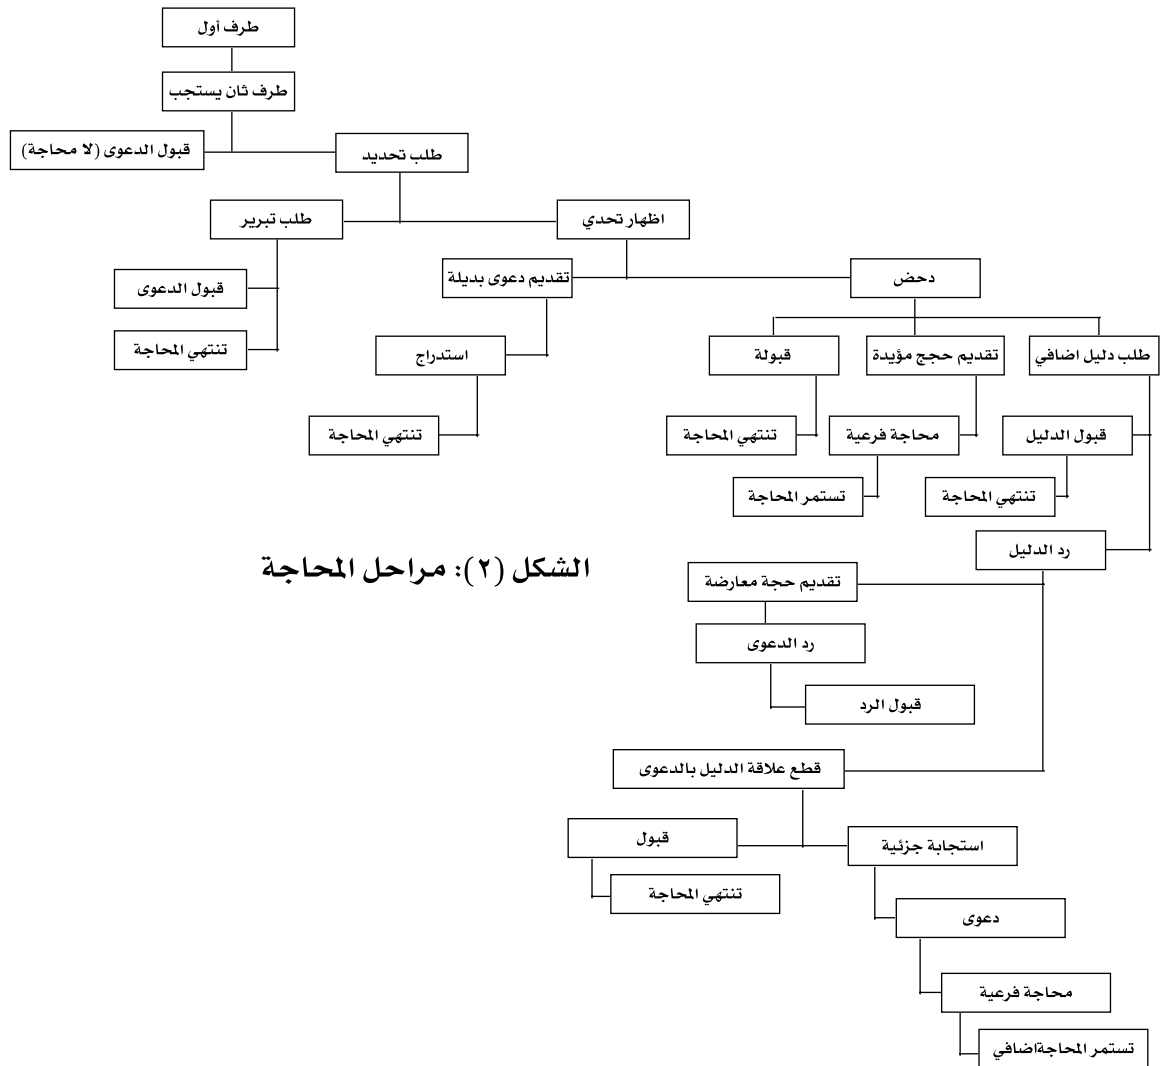 طرف أول
طرف ثان يستجب
طلب تحديد
قبول الدعوى (لا محاجة)
اظهار تحدي
طلب تبرير
دحض
تقديم دعوى بديلة
قبول الدعوى
تنتهي المحاجة
طلب دليل اضافي
تقديم حجج مؤيدة
قبولة
استدراج
قبول الدليل
محاجة فرعية
تنتهي المحاجة
تنتهي المحاجة
تنتهي المحاجة
تستمر المحاجة
رد الدليل
الشكل (٢): مراحل المحاجة
تقديم حجة معارضة
رد الدعوى
قبول الرد
قطع علاقة الدليل بالدعوى
استجابة جزئية
قبول
تنتهي المحاجة
دعوى
محاجة فرعية
تستمر المحاجةاضافي